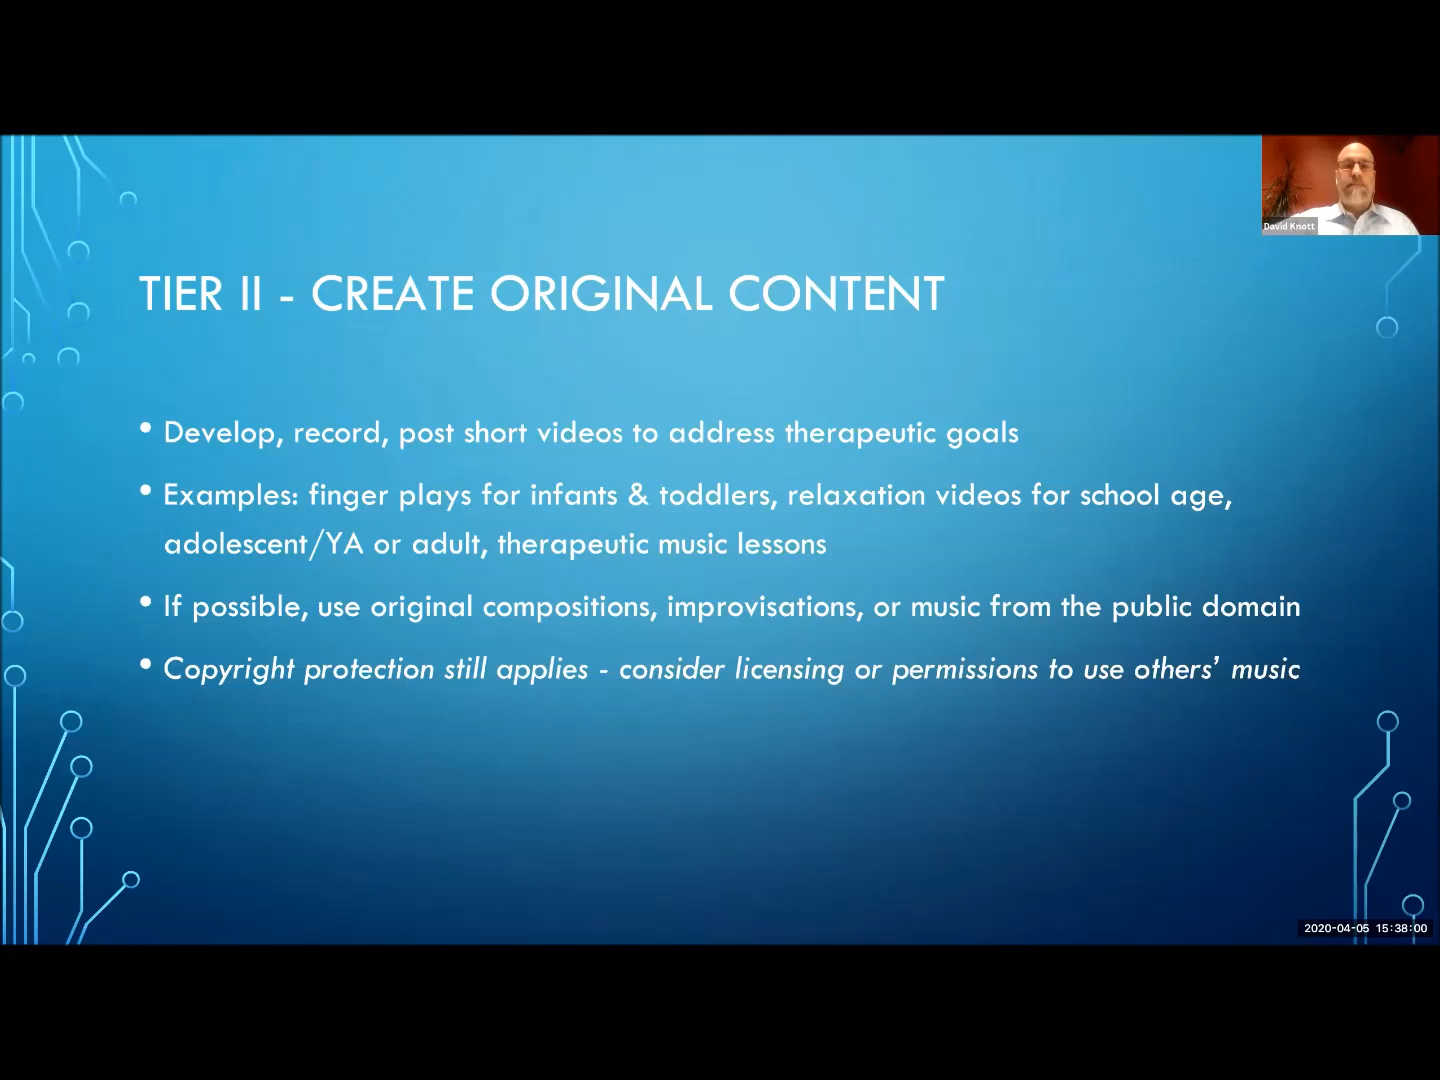 David Knott
TIER II - CREATE ORIGINAL CONTENT
• Develop, record, post short videos to address therapeutic goals
• Examples: finger plays for infants & toddlers, relaxation videos for school age,
adolescent/YA or adult, therapeutic music lessons
• If possible, use original compositions, improvisations, or music from the public domain
• Copyright protection still applies - consider licensing or permissions to use others’ music
2020-04-05 15:38:00